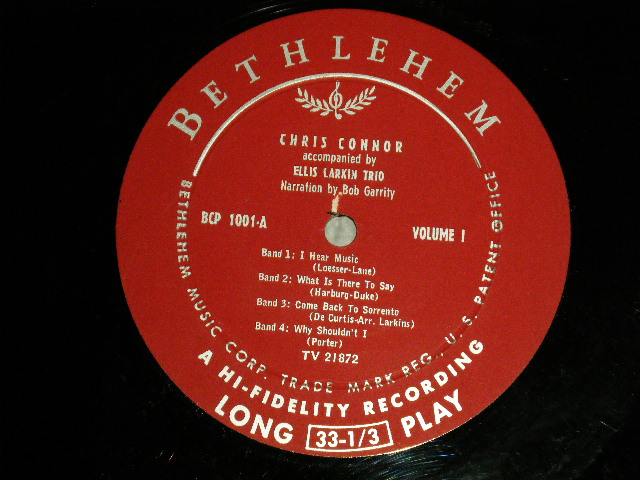 BETHLEHEM
CHRIS CONNOR
accompanied by
ELLIS LARKIN TRIO
Narration by Bob Garrity
BCP 1001-A
VOLUME I
Band 1: I Hear Music
(Loesser-Lane)
Band 2: What Is There To Say
(Harburg-Duke)
Band 3: Come Back To Sorrento
(De Curtis-Arr. Larkins)
Band 4: Why Shouldn't I
(Porter)
TV 21872
BETHLEHEM MUSIC CORP. TRADE MARK REG., U. S. PATENT OFFICE
A HI-FIDELITY RECORDING
LONG 33-1/3 PLAY